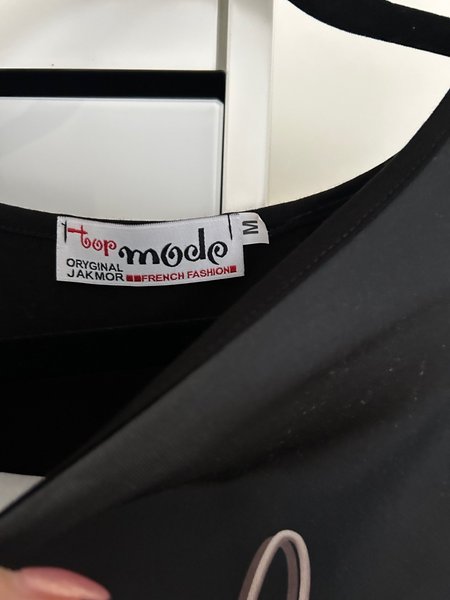 top mode
ORYGINAL
JAKMOR FRENCH FASHION
M